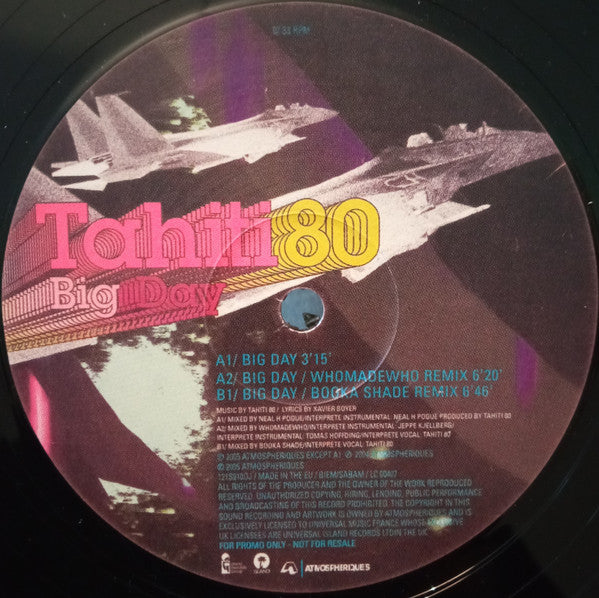 33 RPM
Tahiti 80
Big Day
A1/ BIG DAY 3'15'
A2/ BIG DAY / WHOMADEWHO REMIX 6'20'
B1/ BIG DAY / BOOKA SHADE REMIX 6'46'
MUSIC BY TAHITI 80 / LYRICS BY XAVIER BOYER
A1/ MIXED BY NEAL H POGUE/INTERPRETE INSTRUMENTAL: NEAL H POGUE PRODUCED BY TAHITI 80
A2/ MIXED BY WHOMADEWHO/INTERPRETE INSTRUMENTAL: JEPPE KJELLBERG/
INTERPRETE INSTRUMENTAL: TOMAS HOFFDING/INTERPRETE VOCAL: TAHITI 80
B1/ MIXED BY BOOKA SHADE/INTERPRETE VOCAL: TAHITI 80
℗ 2005 ATMOSPHERIQUES EXCEPT A1 ℗ 2004 ATMOSPHERIQUES
© 2005 ATMOSPHERIQUES
/ MADE IN THE EU / BIEM/SABAM / LC 00407
ALL RIGHTS OF THE PRODUCER AND THE OWNER OF THE WORK REPRODUCED
RESERVED. UNAUTHORIZED COPYING, HIRING, LENDING, PUBLIC PERFORMANCE
AND BROADCASTING OF THIS RECORD PROHIBITED. THE COPYRIGHT IN THIS
SOUND RECORDING AND ARTWORK IS OWNED BY ATMOSPHERIQUES AND IS
EXCLUSIVELY LICENSED TO UNIVERSAL MUSIC FRANCE WHOSE EXCLUSIVE
UK LICENSEES ARE UNIVERSAL ISLAND RECORDS LTD IN THE UK
FOR PROMO ONLY - NOT FOR RESALE
ISLAND
ATMOSPHERIQUES